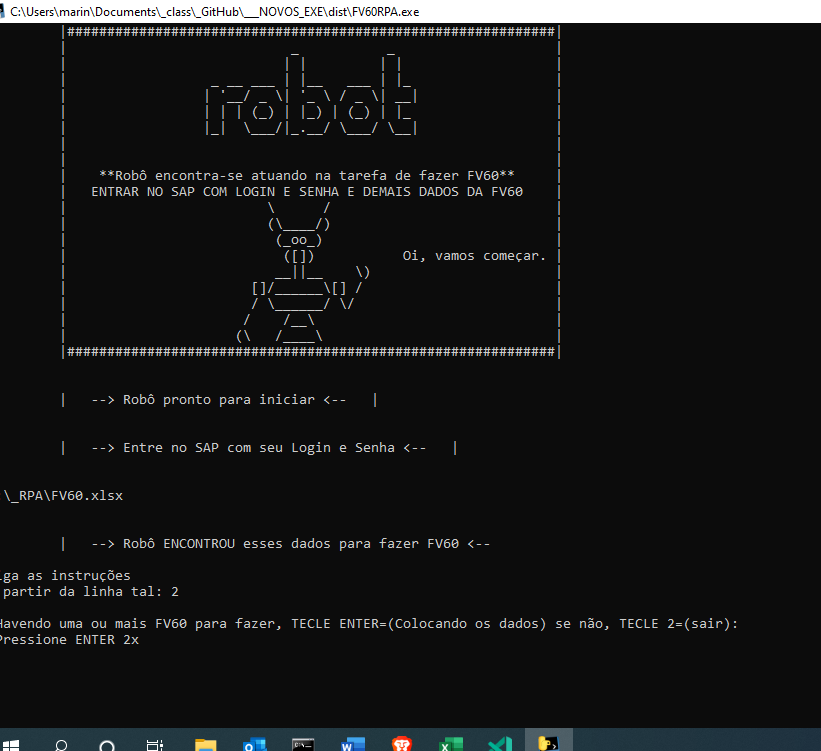 C:\Users\marin\Documents\_class\_GitHub\___NOVOS_EXE\dist\FV60RPA.exe
robot
**Robô encontra-se atuando na tarefa de fazer FV60**
ENTRAR NO SAP COM LOGIN E SENHA E DEMAIS DADOS DA FV60
Oi, vamos começar.
| --> Robô pronto para iniciar <-- |
| --> Entre no SAP com seu Login e Senha <-- |
:\_RPA\FV60.xlsx
| --> Robô ENCONTROU esses dados para fazer FV60 <--
iga as instruções
partir da linha tal: 2
Havendo uma ou mais FV60 para fazer, TECLE ENTER=(Colocando os dados) se não, TECLE 2=(sair):
Pressione ENTER 2x